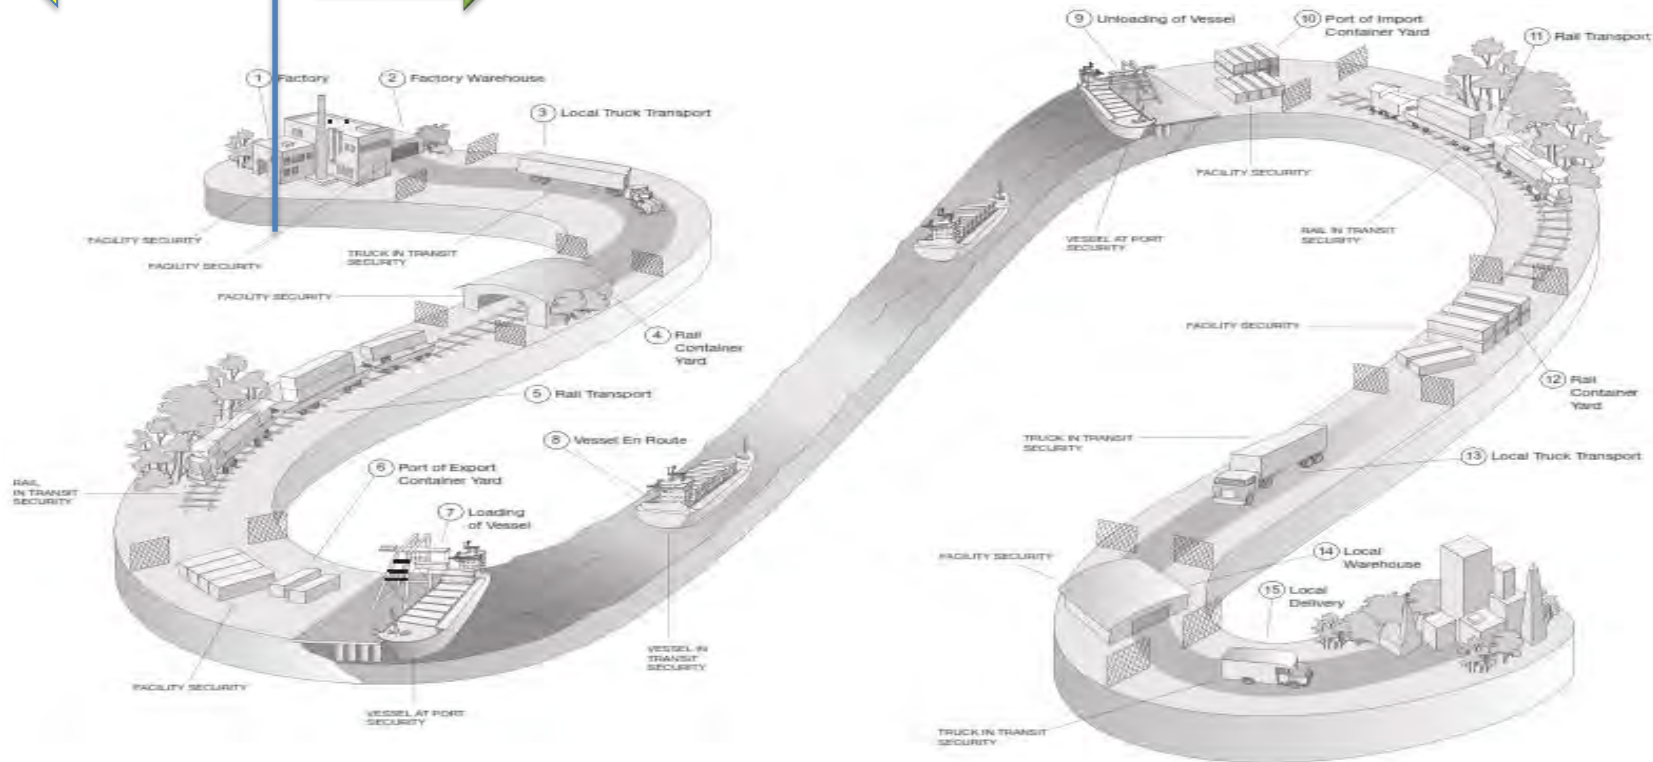 1 Factory
2 Factory Warehouse
3 Local Truck Transport
FACILITY SECURITY
FACILITY SECURITY
TRUCK IN TRANSIT
SECURITY
FACILITY SECURITY
4 Rail
Container
Yard
5 Rail Transport
RAIL
IN TRANSIT
SECURITY
6 Port of Export
Container Yard
7 Loading
of Vessel
8 Vessel En Route
FACILITY SECURITY
VESSEL AT PORT
SECURITY
VESSEL IN
TRANSIT
SECURITY
9 Unloading of Vessel
10 Port of Import
Container Yard
11 Rail Transport
FACILITY SECURITY
VESSEL AT PORT
SECURITY
RAIL IN TRANSIT
SECURITY
FACILITY SECURITY
12 Rail
Container
Yard
TRUCK IN TRANSIT
SECURITY
13 Local Truck Transport
FACILITY SECURITY
14 Local
Warehouse
15 Local
Delivery
TRUCK IN TRANSIT
SECURITY